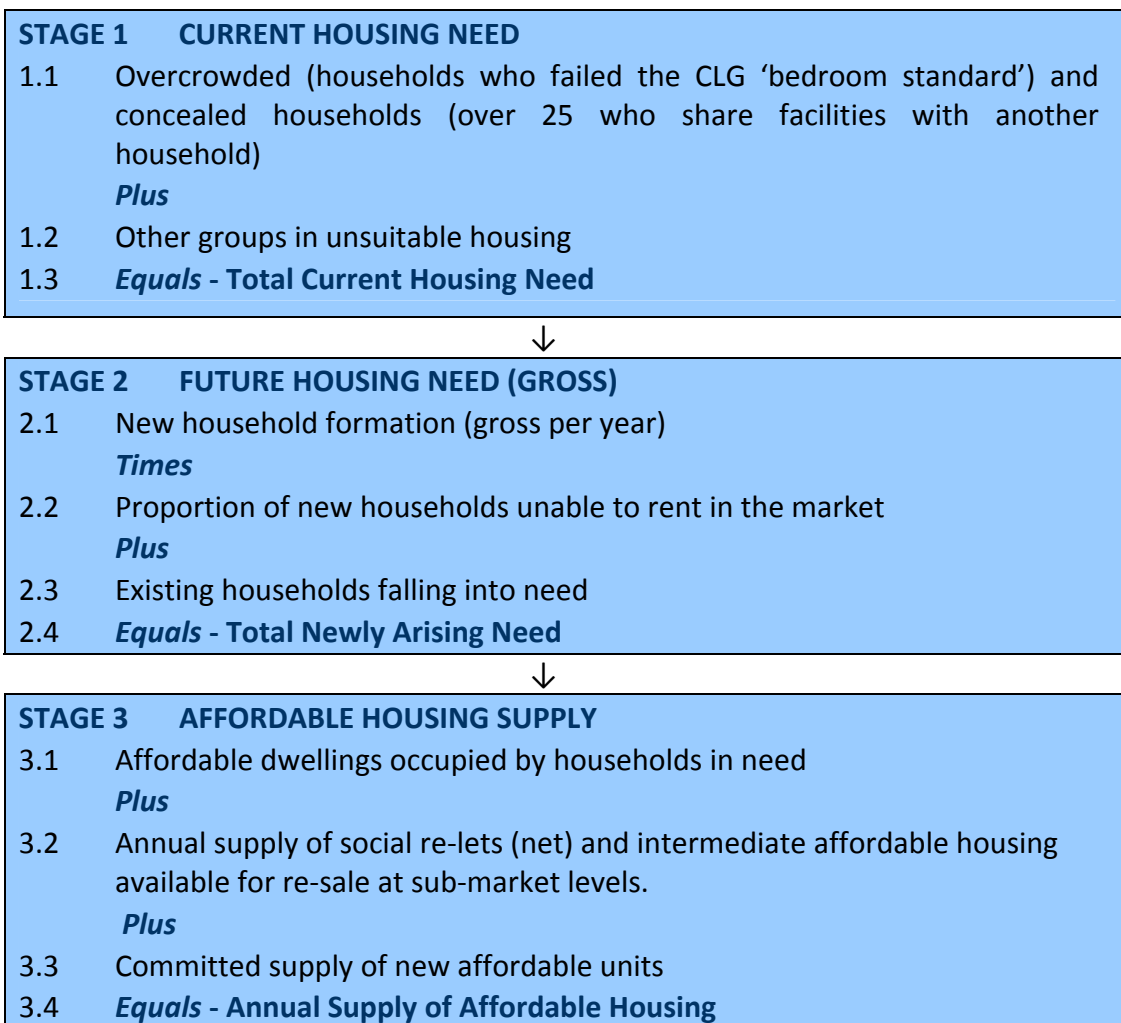 STAGE 1 CURRENT HOUSING NEED
1.1 Overcrowded (households who failed the CLG ‘bedroom standard’) and
concealed households (over 25 who share facilities with another
household)
Plus
1.2 Other groups in unsuitable housing
1.3 Equals - Total Current Housing Need
↓
STAGE 2 FUTURE HOUSING NEED (GROSS)
2.1 New household formation (gross per year)
Times
2.2 Proportion of new households unable to rent in the market
Plus
2.3 Existing households falling into need
2.4 Equals - Total Newly Arising Need
↓
STAGE 3 AFFORDABLE HOUSING SUPPLY
3.1 Affordable dwellings occupied by households in need
Plus
3.2 Annual supply of social re-lets (net) and intermediate affordable housing
available for re-sale at sub-market levels.
Plus
3.3 Committed supply of new affordable units
3.4 Equals - Annual Supply of Affordable Housing